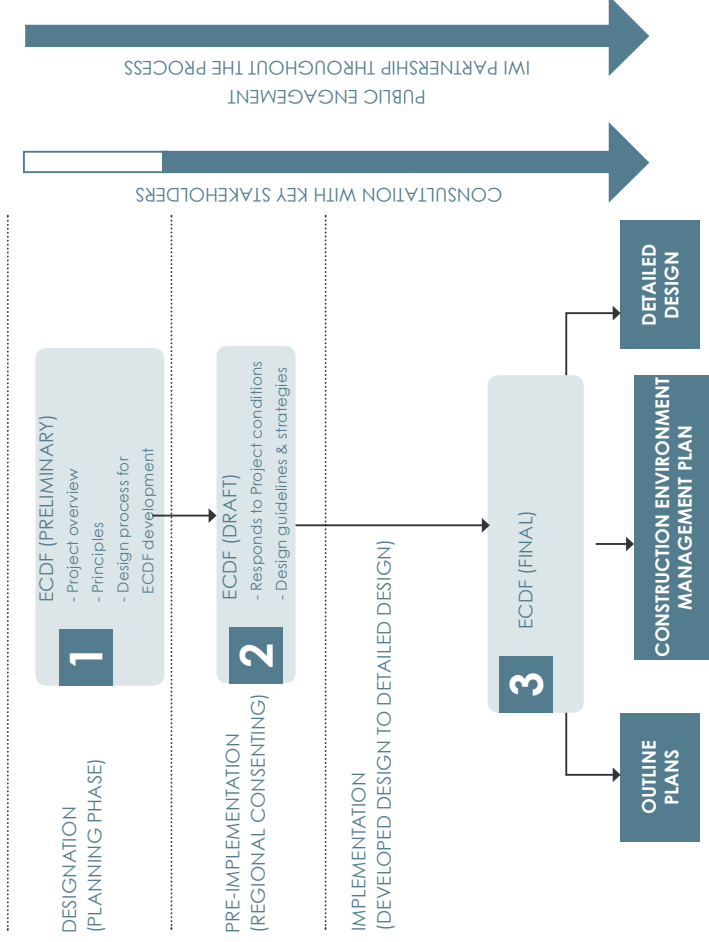 DESIGNATION
(PLANNING PHASE)
1
ECDF (PRELIMINARY)
- Project overview
- Principles
- Design process for
ECDF development
PRE-IMPLEMENTATION
(REGIONAL CONSENTING)
2
ECDF (DRAFT)
- Responds to Project conditions
- Design guidelines & strategies
IMPLEMENTATION
(DEVELOPED DESIGN TO DETAILED DESIGN)
3
ECDF (FINAL)
OUTLINE
PLANS
CONSTRUCTION ENVIRONMENT
MANAGEMENT PLAN
DETAILED
DESIGN
CONSULTATION WITH KEY STAKEHOLDERS
PUBLIC ENGAGEMENT
IWI PARTNERSHIP THROUGHOUT THE PROCESS